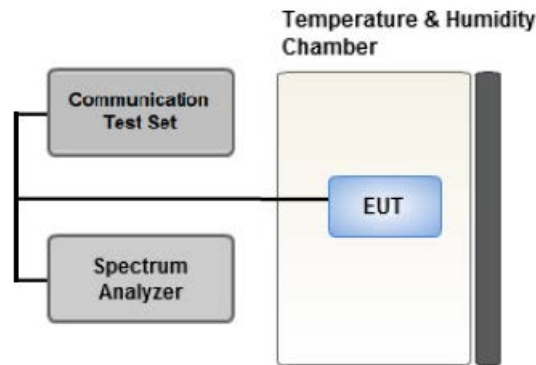 Temperature & Humidity
Chamber
Communication
Test Set
EUT
Spectrum
Analyzer